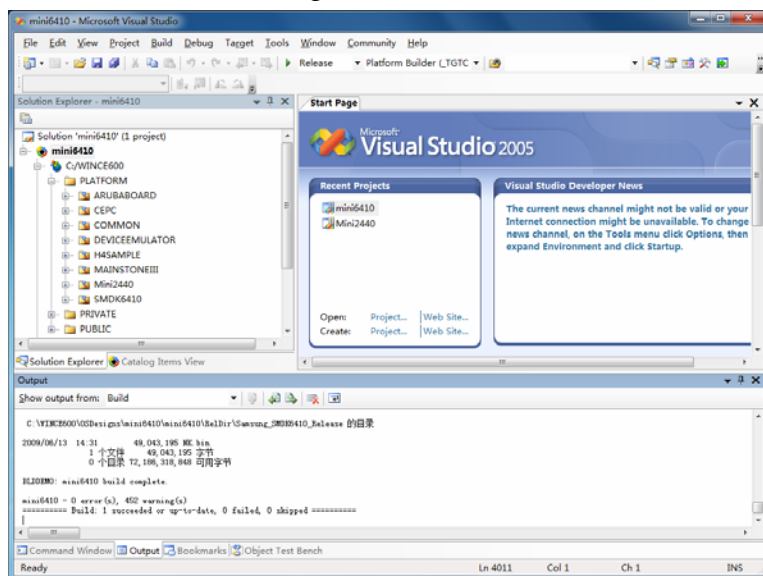 mini6410 - Microsoft Visual Studio
File Edit View Project Build Debug Target Tools Window Community Help
Release Platform Builder (_TGTC
Solution Explorer - mini6410
Solution 'mini6410' (1 project)
mini6410
C:/WINCE600
PLATFORM
ARUBABOARD
CEPC
COMMON
DEVICEEMULATOR
H4SAMPLE
MAINSTONEIII
Mini2440
SMDK6410
PRIVATE
PUBLIC
Solution Explorer Catalog Items View
Start Page
Microsoft
Visual Studio 2005
Recent Projects
mini6410
Mini2440
Open: Project... Web Site...
Create: Project... Web Site...
Visual Studio Developer News
The current news channel might not be valid or your
Internet connection might be unavailable. To change
news channel, on the Tools menu click Options, then
expand Environment and click Startup.
Output
Show output from: Build
C:\WINCE600\OSDesigns\mini6410\mini6410\RelDir\Samsung_SMDK6410_Release 的目录
2009/06/13 14:31 49,043,195 NK.bin
1 个文件 49,043,195 字节
0 个目录 72,186,318,848 可用字节
BLDDEMO: mini6410 build complete.
mini6410 - 0 error(s), 452 warning(s)
========== Build: 1 succeeded or up-to-date, 0 failed, 0 skipped ==========
Command Window Output Bookmarks Object Test Bench
Ready Ln 4011 Col 1 Ch 1 INS